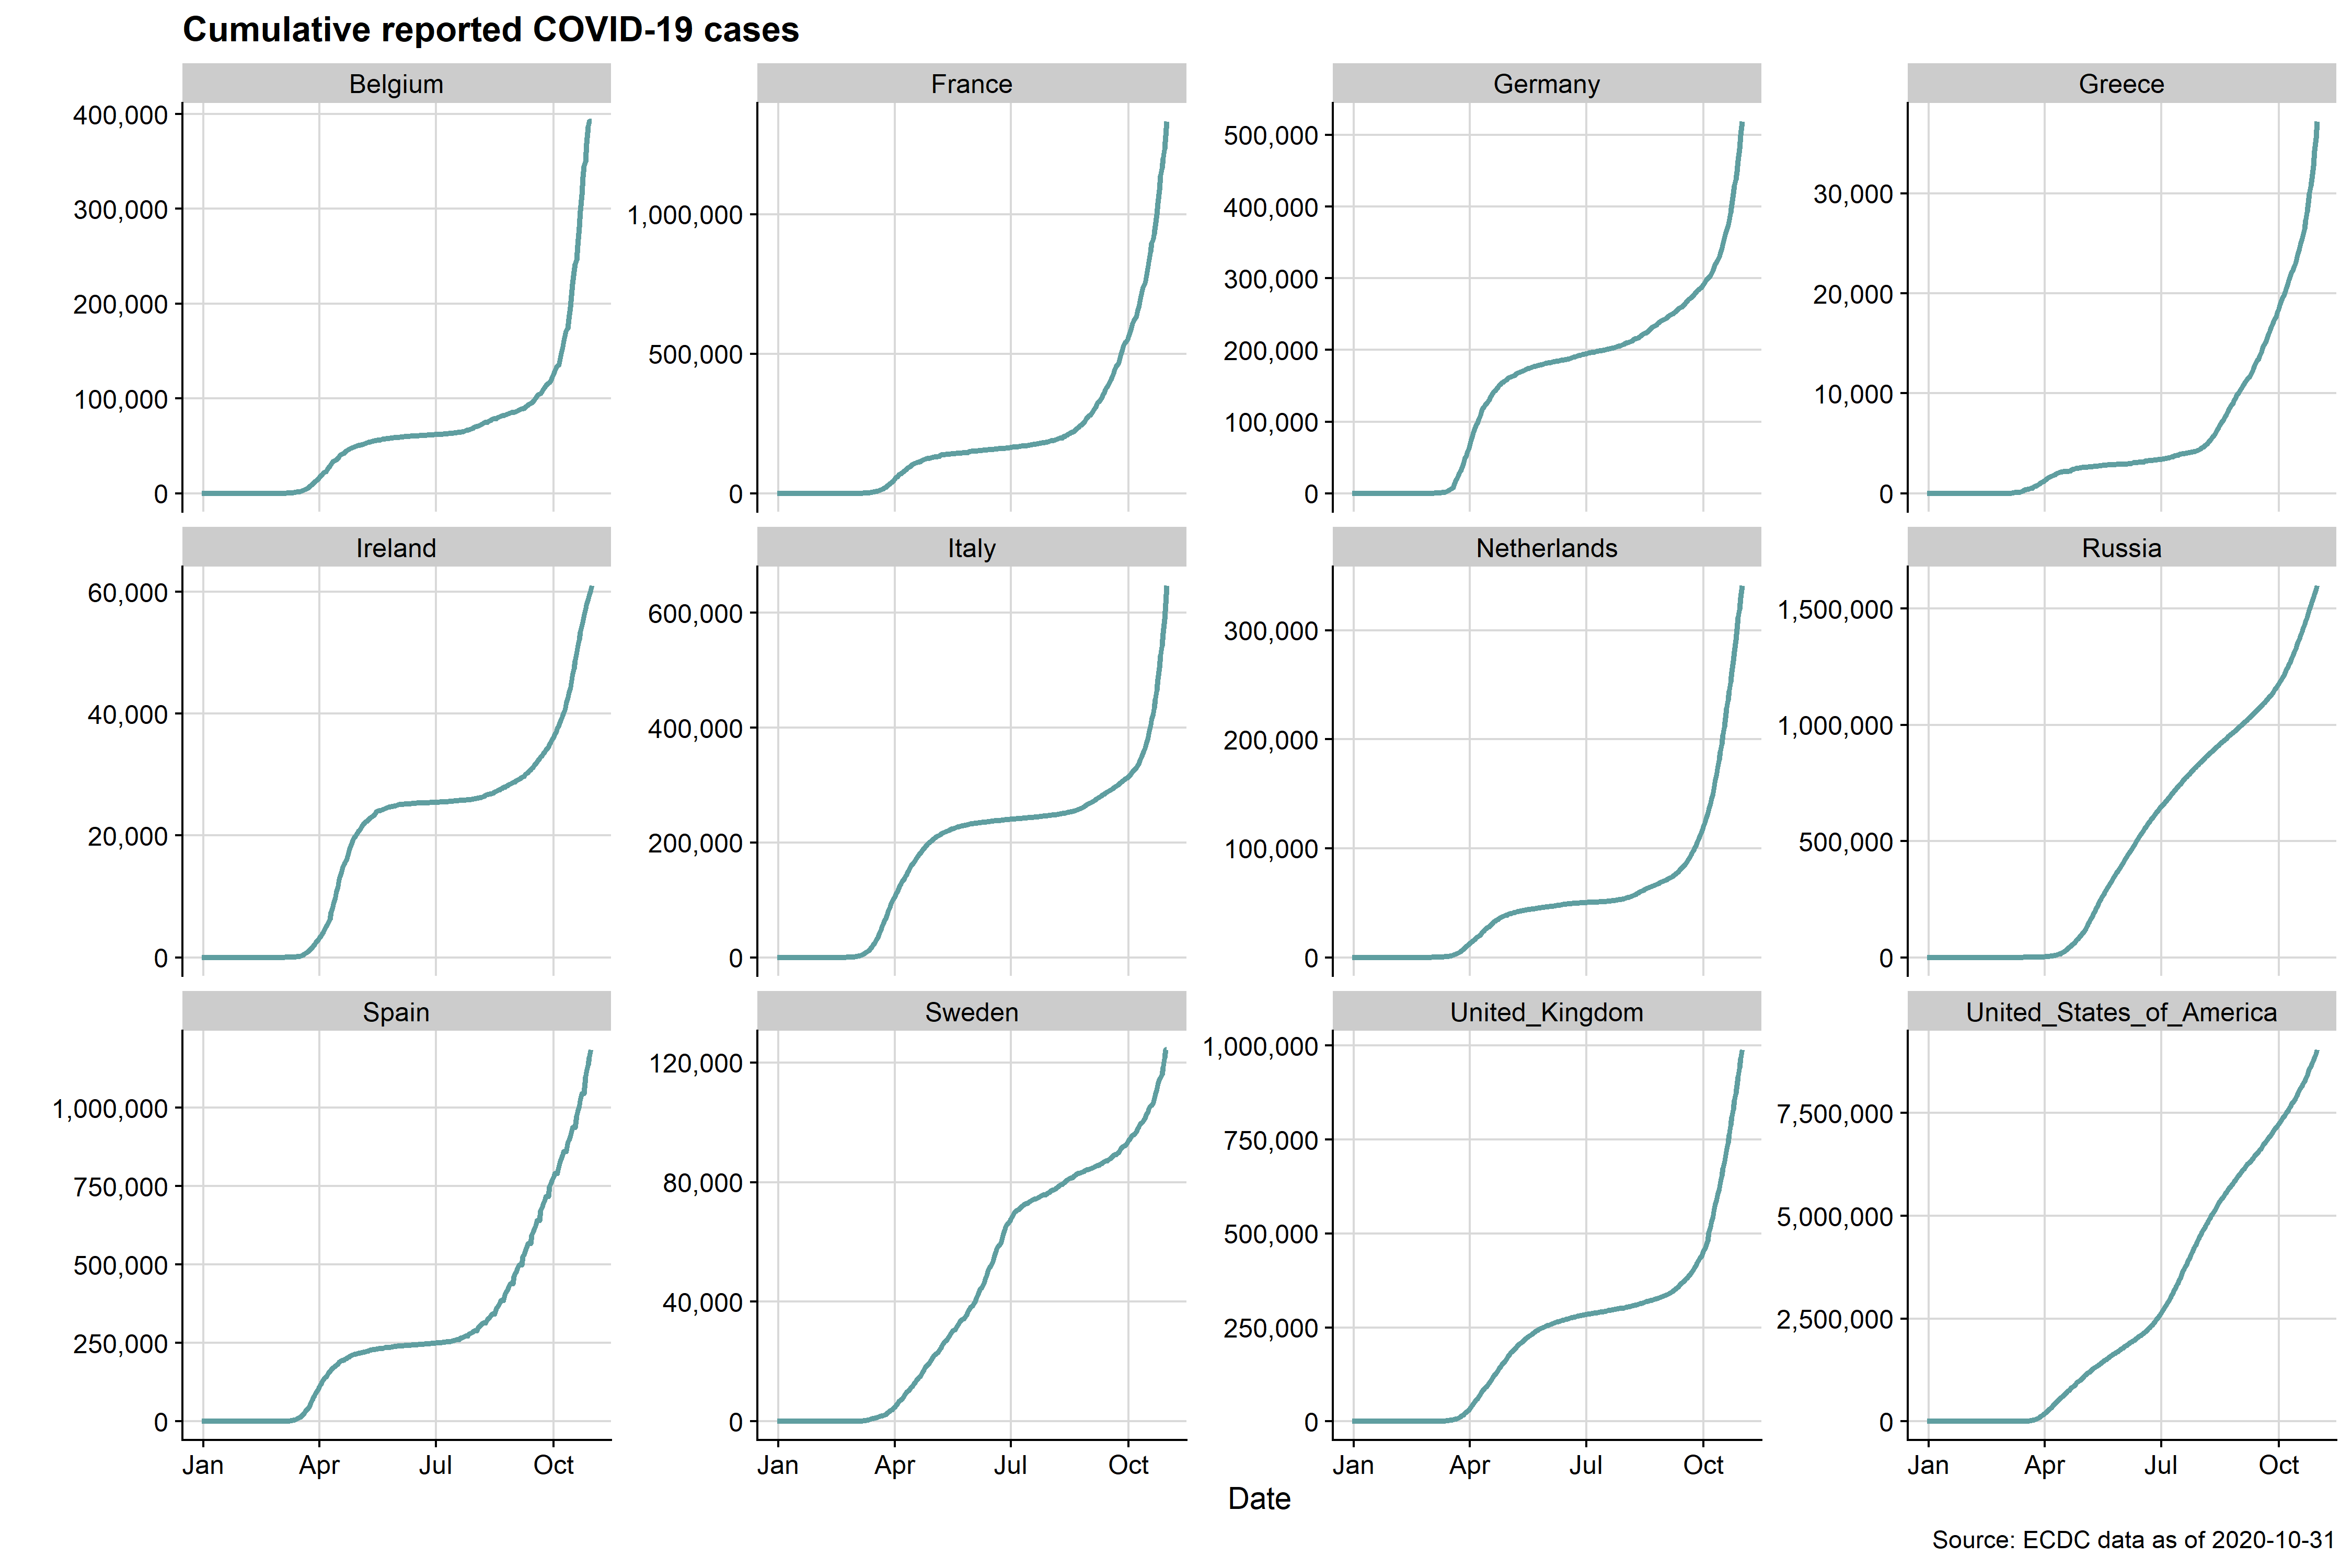 Cumulative reported COVID-19 cases
Belgium
France
Germany
Greece
400,000
300,000
200,000
100,000
0
1,000,000
500,000
0
500,000
400,000
300,000
200,000
100,000
0
30,000
20,000
10,000
0
Ireland
Italy
Netherlands
Russia
60,000
40,000
20,000
0
600,000
400,000
200,000
0
300,000
200,000
100,000
0
1,500,000
1,000,000
500,000
0
Spain
Sweden
United_Kingdom
United_States_of_America
1,000,000
750,000
500,000
250,000
0
120,000
80,000
40,000
0
1,000,000
750,000
500,000
250,000
0
7,500,000
5,000,000
2,500,000
0
Jan Apr Jul Oct
Jan Apr Jul Oct
Jan Apr Jul Oct
Jan Apr Jul Oct
Date
Source: ECDC data as of 2020-10-31